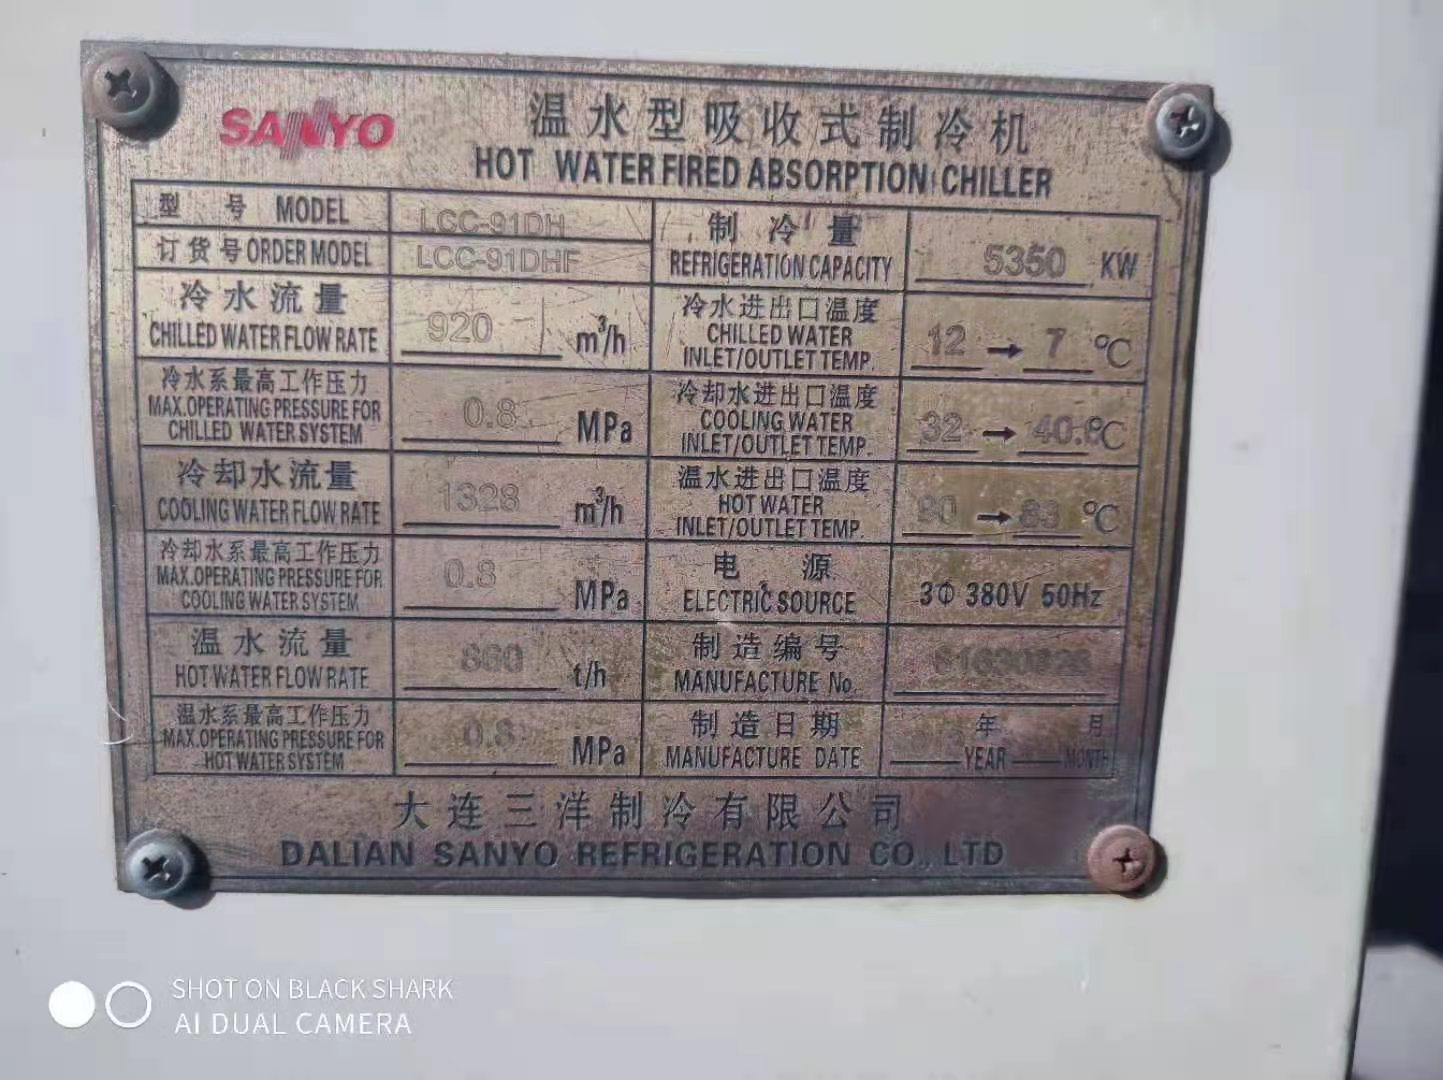 SANYO
温水型吸收式制冷机
HOT WATER FIRED ABSORPTION CHILLER
型 号 MODEL LCC-91DH
订货号 ORDER MODEL LCC-91DHF
制 冷 量
REFRIGERATION CAPACITY 5350 KW
冷水流量
CHILLED WATER FLOW RATE 920 m³/h
冷水进出口温度
CHILLED WATER
INLET/OUTLET TEMP. 12 → 7 ℃
冷水系最高工作压力
MAX.OPERATING PRESSURE FOR
CHILLED WATER SYSTEM 0.8 MPa
冷却水进出口温度
COOLING WATER
INLET/OUTLET TEMP. 32 → ℃
冷却水流量
COOLING WATER FLOW RATE 1328 m³/h
温水进出口温度
HOT WATER
INLET/OUTLET TEMP. 90 → 83 ℃
冷却水系最高工作压力
MAX.OPERATING PRESSURE FOR
COOLING WATER SYSTEM 0.8 MPa
电 源
ELECTRIC SOURCE 3Φ 380V 50Hz
温水流量
HOT WATER FLOW RATE t/h
制造编号
MANUFACTURE No.
温水系最高工作压力
MAX.OPERATING PRESSURE FOR
HOT WATER SYSTEM 0.8 MPa
制造日期 年 月
MANUFACTURE DATE YEAR MONTH
大连三洋制冷有限公司
DALIAN SANYO REFRIGERATION CO., LTD
SHOT ON BLACK SHARK
AI DUAL CAMERA